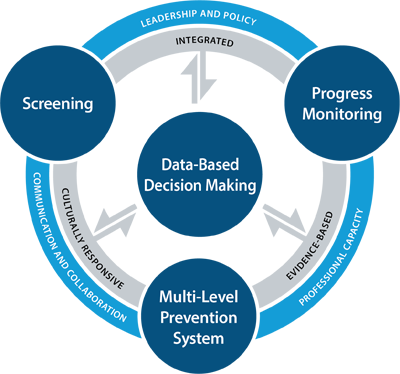 LEADERSHIP AND POLICY
INTEGRATED
Screening
Progress
Monitoring
Data-Based
Decision Making
COMMUNICATION AND COLLABORATION
CULTURALLY RESPONSIVE
EVIDENCE-BASED
PROFESSIONAL CAPACITY
Multi-Level
Prevention
System